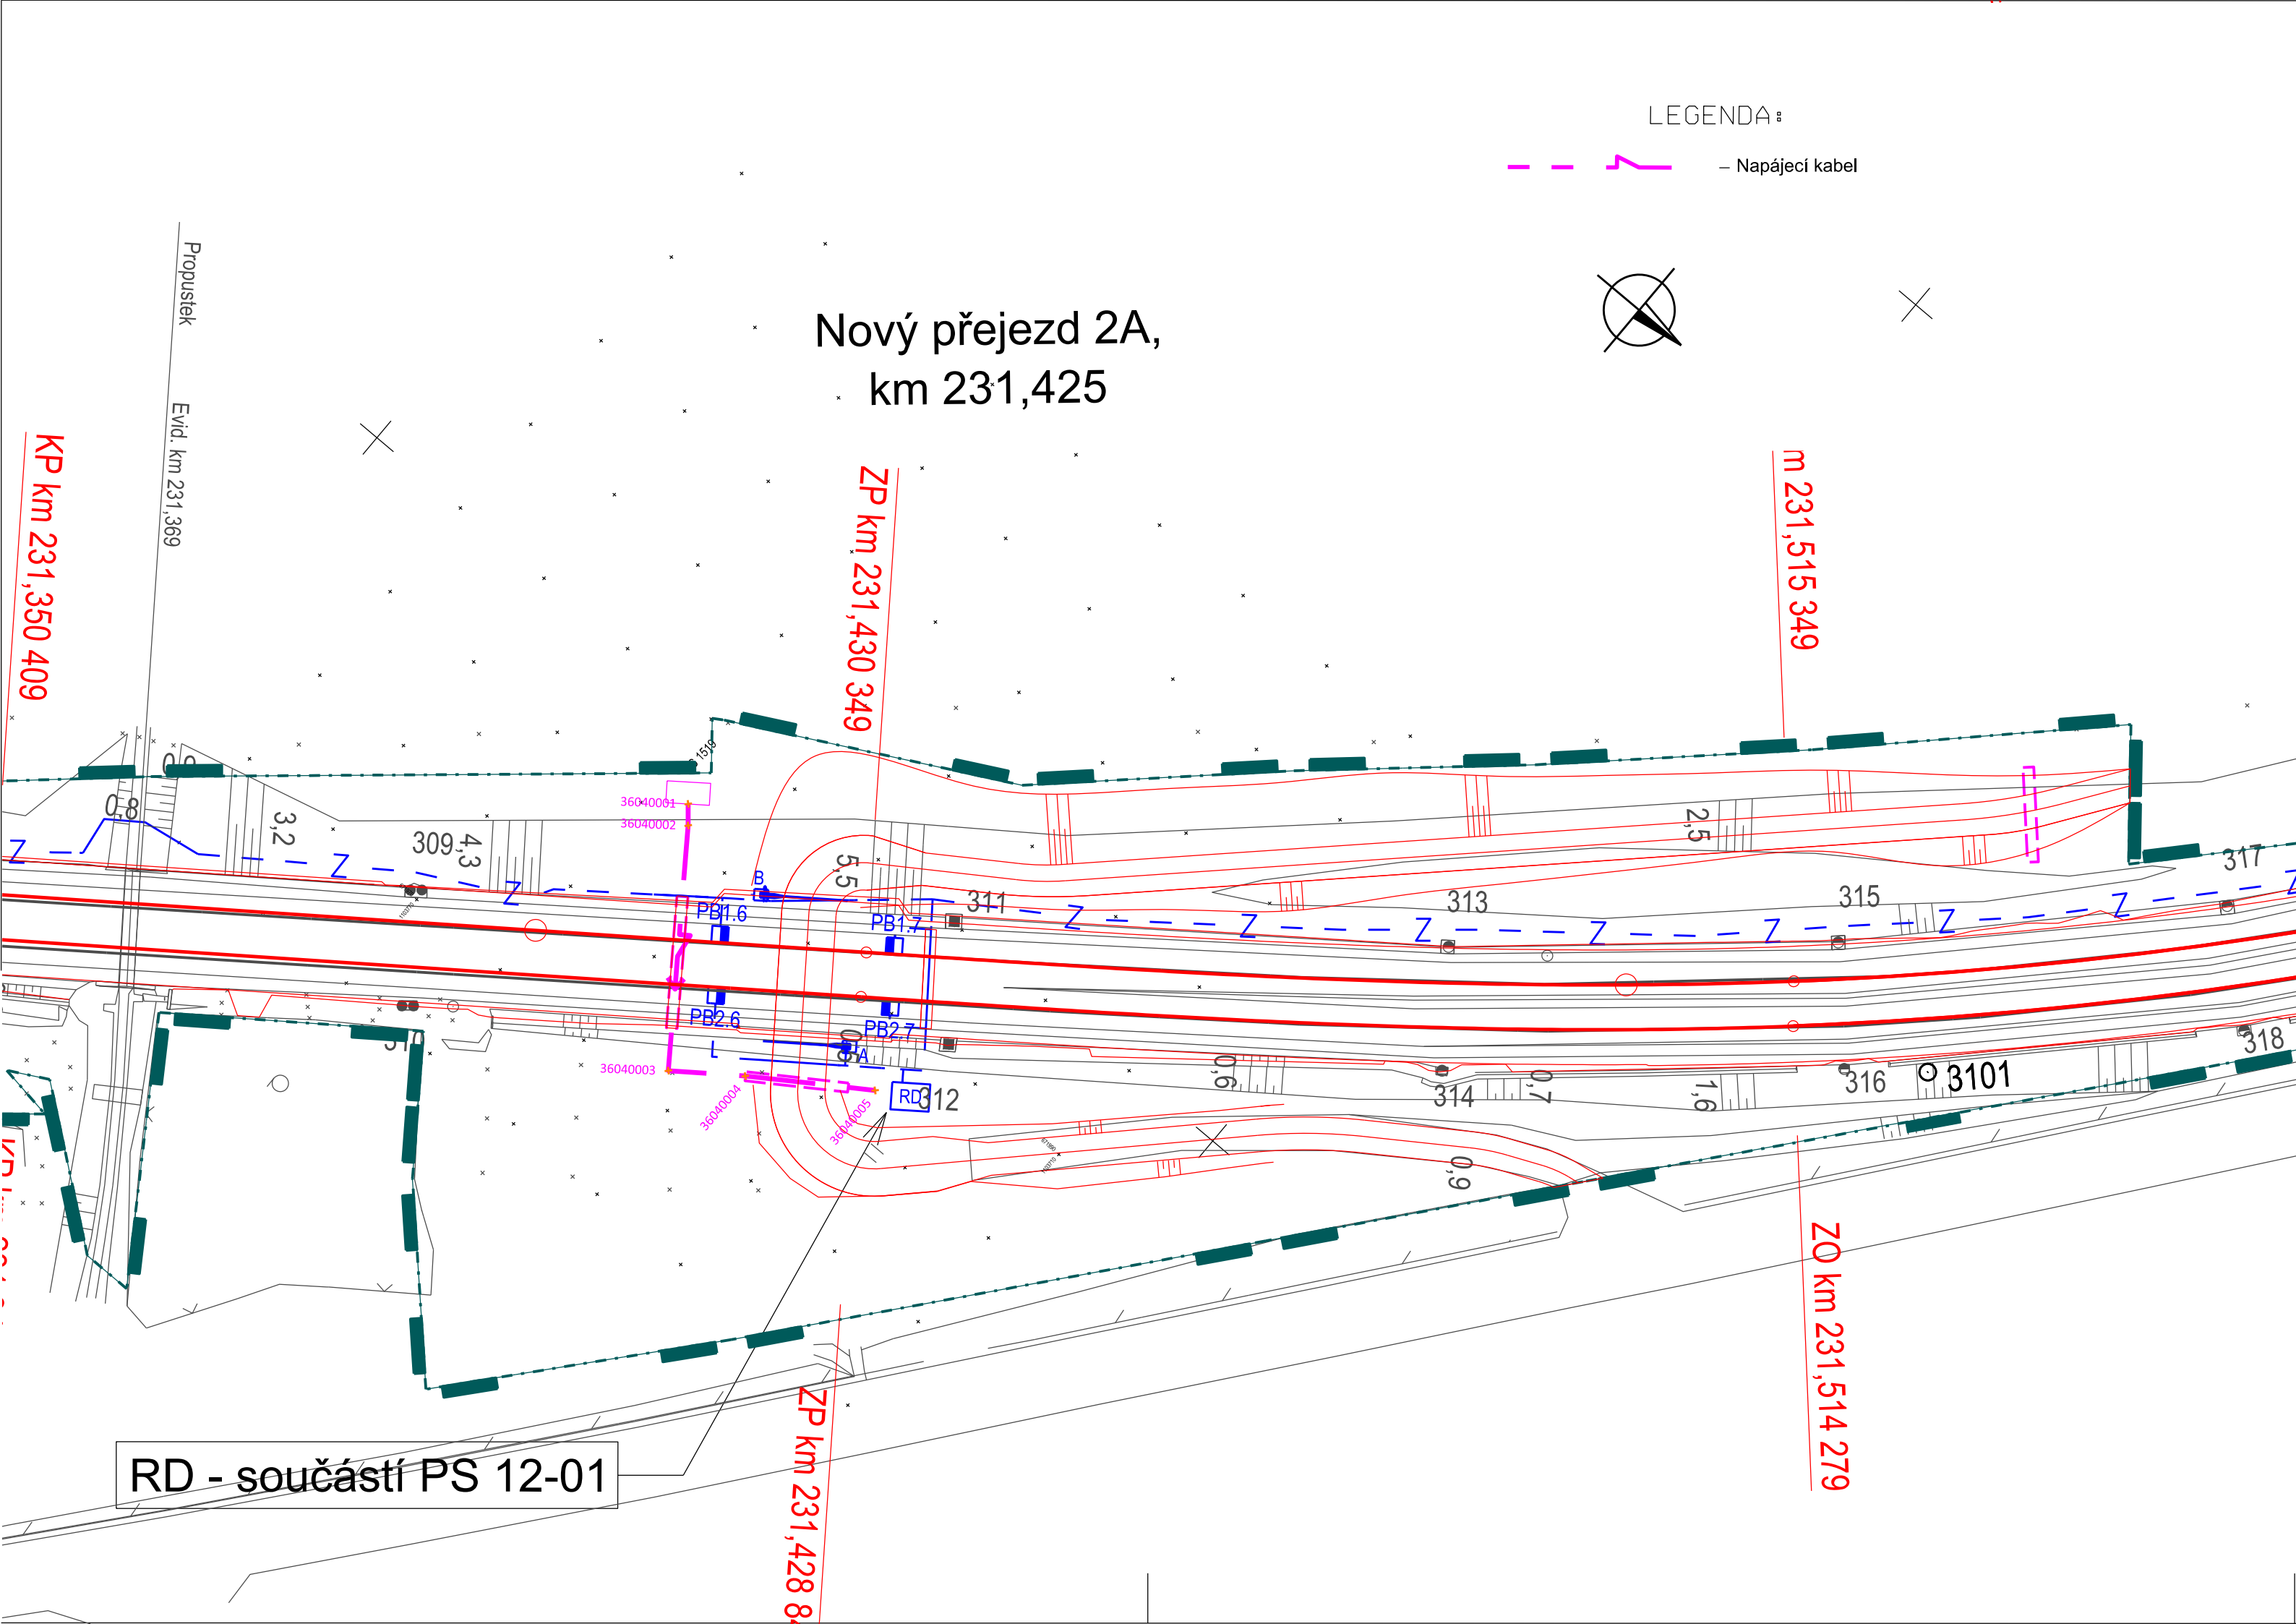 LEGENDA:
– Napájecí kabel
Nový přejezd 2A,
km 231,425
Propustek
Evid. km 231,369
KP km 231,350 409
ZP km 231,430 349
m 231,515 349
1519
36040001
36040002
0,8
3,2
309
4,3
5,5
2,5
317
Z
Z
Z
Z
Z
Z
Z
Z
Z
Z
Z
B
PB1.6
PB1.7
311
313
315
PB2.6
PB2.7
L
A
36040003
36040004
36040005
RD
312
0,6
314
0,7
1,6
316
3101
318
310
0,9
ZO km 231,514 279
ZP km 231,428 8
RD - součástí PS 12-01